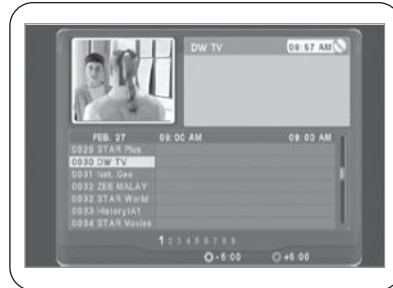 DW TV 09:57 AM
FEB. 27 09:00 AM 09:03 AM
0029 STAR Plus
0030 DW TV
0031 Nat. Geo
0032 ZEE MALAY
0032 STAR World
0033 History/A1
0034 STAR Movies
1 2 3 4 5 6 7 8 9
-6:00 +6:00